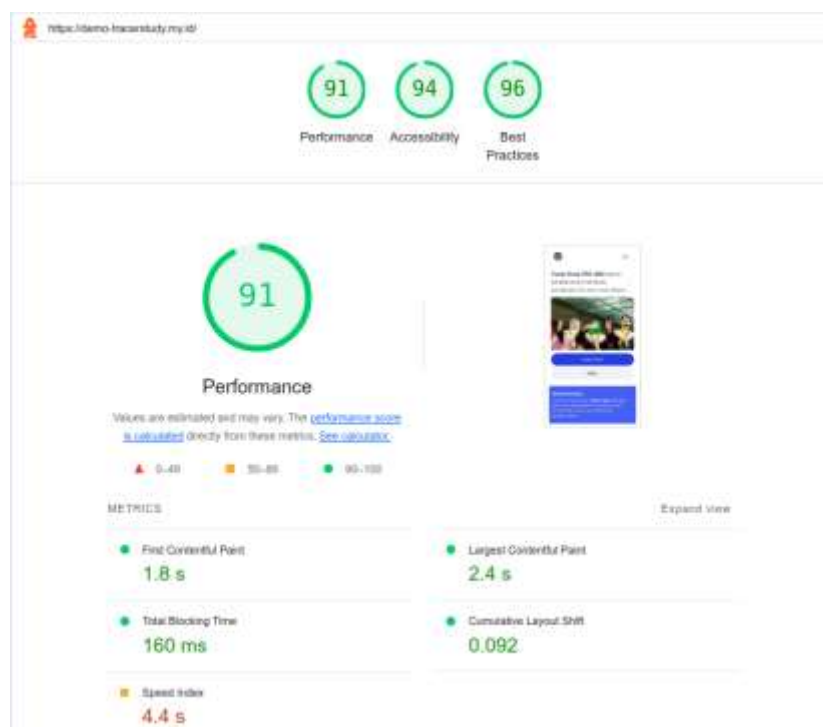 https://demo-tracerstudy.my.id/
91
94
96
Performance
Accessibility
Best
Practices
91
Performance
Values are estimated and may vary. The performance score
is calculated directly from these metrics. See calculator.
0–49
50–89
90–100
METRICS
Expand view
First Contentful Paint
1.8 s
Largest Contentful Paint
2.4 s
Total Blocking Time
160 ms
Cumulative Layout Shift
0.092
Speed Index
4.4 s